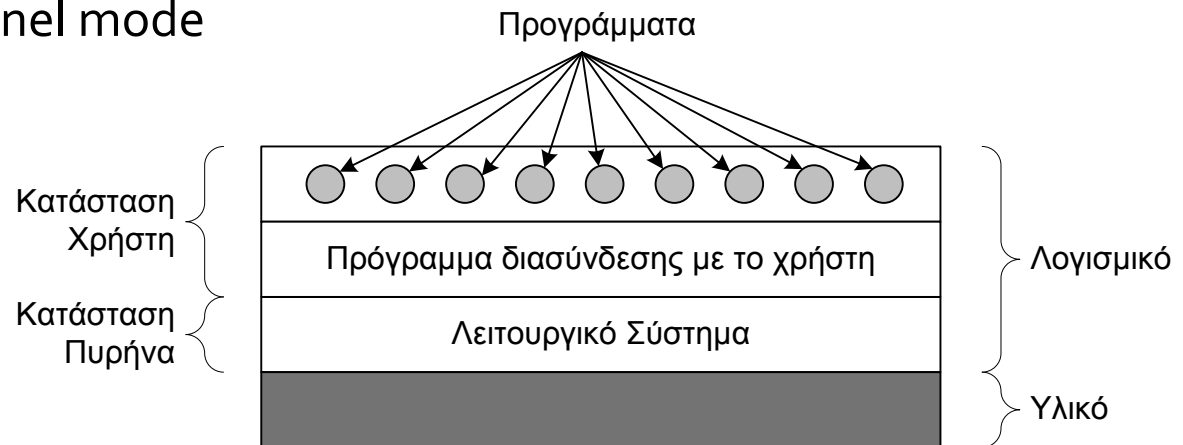 nel mode
Προγράμματα
Κατάσταση
Χρήστη
Πρόγραμμα διασύνδεσης με το χρήστη
Λογισμικό
Κατάσταση
Πυρήνα
Λειτουργικό Σύστημα
Υλικό